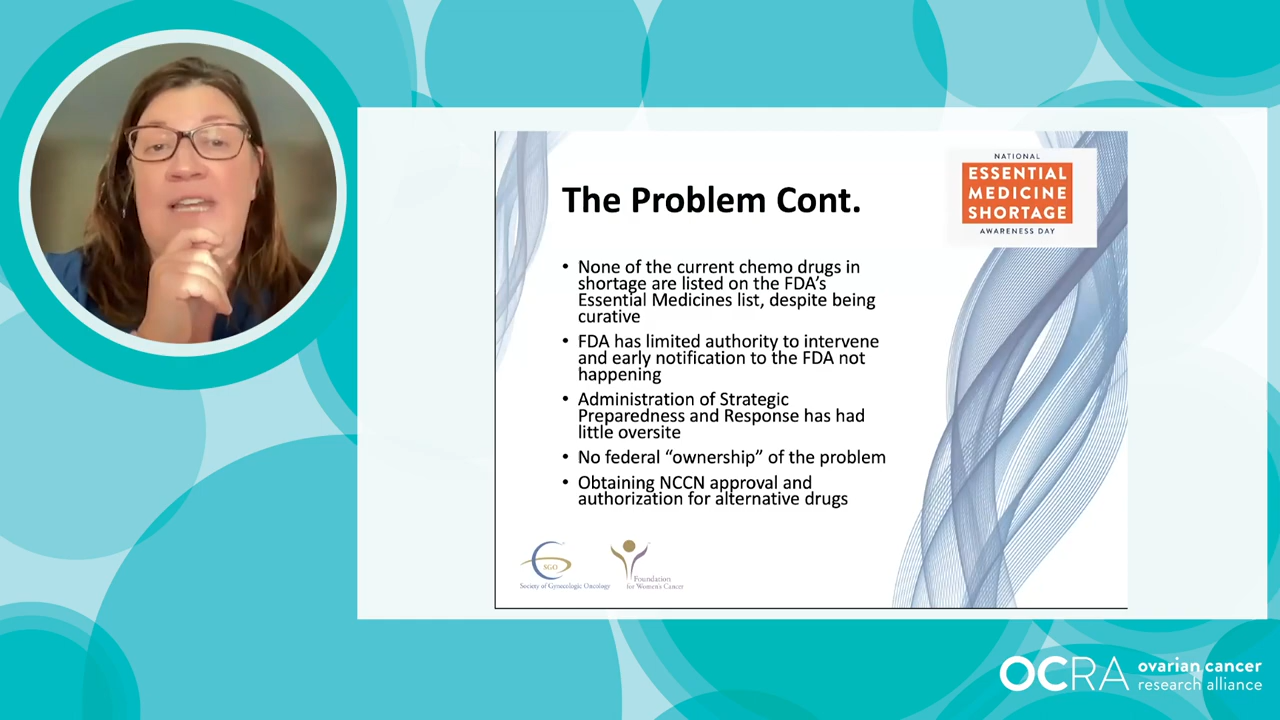 NATIONAL
ESSENTIAL
MEDICINE
SHORTAGE
AWARENESS DAY
The Problem Cont.
• None of the current chemo drugs in
shortage are listed on the FDA’s
Essential Medicines list, despite being
curative
• FDA has limited authority to intervene
and early notification to the FDA not
happening
• Administration of Strategic
Preparedness and Response has had
little oversite
• No federal “ownership” of the problem
• Obtaining NCCN approval and
authorization for alternative drugs
SGO
Society of Gynecologic Oncology
Foundation
for Women's Cancer
OCRA
ovarian cancer
research alliance